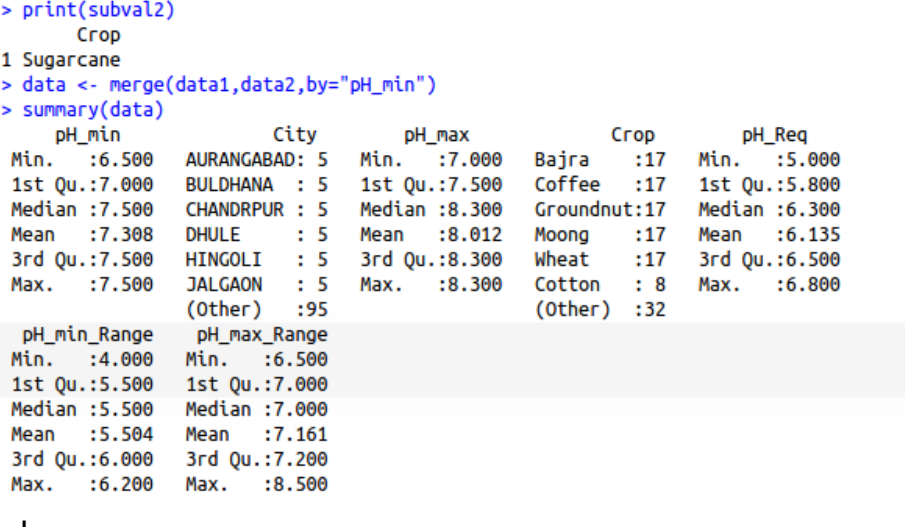 > print(subval2)
       Crop
1 Sugarcane
> data <- merge(data1,data2,by="pH_min")
> summary(data)
     pH_min              City        pH_max              Crop        pH_Req
 Min.   :6.500   AURANGABAD: 5   Min.   :7.000   Bajra    :17   Min.   :5.000
 1st Qu.:7.000   BULDHANA  : 5   1st Qu.:7.500   Coffee   :17   1st Qu.:5.800
 Median :7.500   CHANDRPUR : 5   Median :8.300   Groundnut:17   Median :6.300
 Mean   :7.308   DHULE     : 5   Mean   :8.012   Moong    :17   Mean   :6.135
 3rd Qu.:7.500   HINGOLI   : 5   3rd Qu.:8.300   Wheat    :17   3rd Qu.:6.500
 Max.   :7.500   JALGAON   : 5   Max.   :8.300   Cotton   : 8   Max.   :6.800
                 (Other)   :95                   (Other)  :32
  pH_min_Range    pH_max_Range
 Min.   :4.000   Min.   :6.500
 1st Qu.:5.500   1st Qu.:7.000
 Median :5.500   Median :7.000
 Mean   :5.504   Mean   :7.161
 3rd Qu.:6.000   3rd Qu.:7.200
 Max.   :6.200   Max.   :8.500